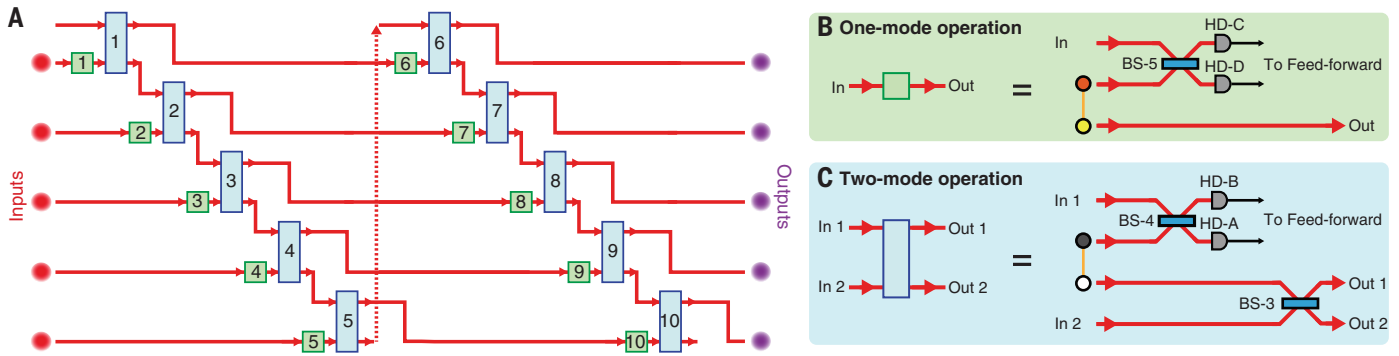 A
Inputs
1
1
2
2
3
3
4
4
5
5
6
6
7
7
8
8
9
9
10
10
Outputs
B One-mode operation
In
Out
=
In
BS-5
HD-C
HD-D
To Feed-forward
Out
C Two-mode operation
In 1
Out 1
In 2
Out 2
=
In 1
BS-4
HD-B
HD-A
To Feed-forward
In 2
BS-3
Out 1
Out 2